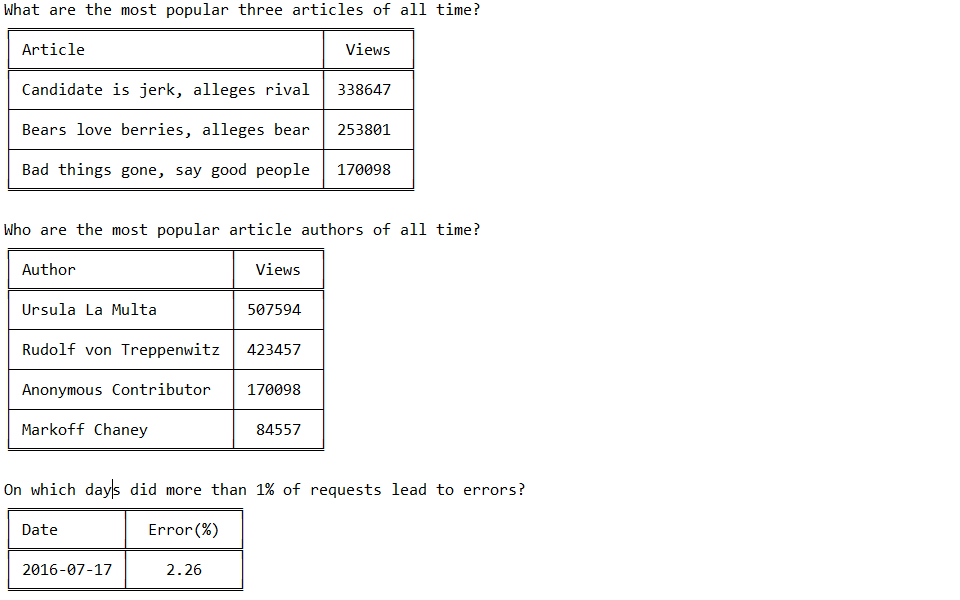 What are the most popular three articles of all time?
Article Views
Candidate is jerk, alleges rival 338647
Bears love berries, alleges bear 253801
Bad things gone, say good people 170098
Who are the most popular article authors of all time?
Author Views
Ursula La Multa 507594
Rudolf von Treppenwitz 423457
Anonymous Contributor 170098
Markoff Chaney 84557
On which days did more than 1% of requests lead to errors?
Date Error(%)
2016-07-17 2.26